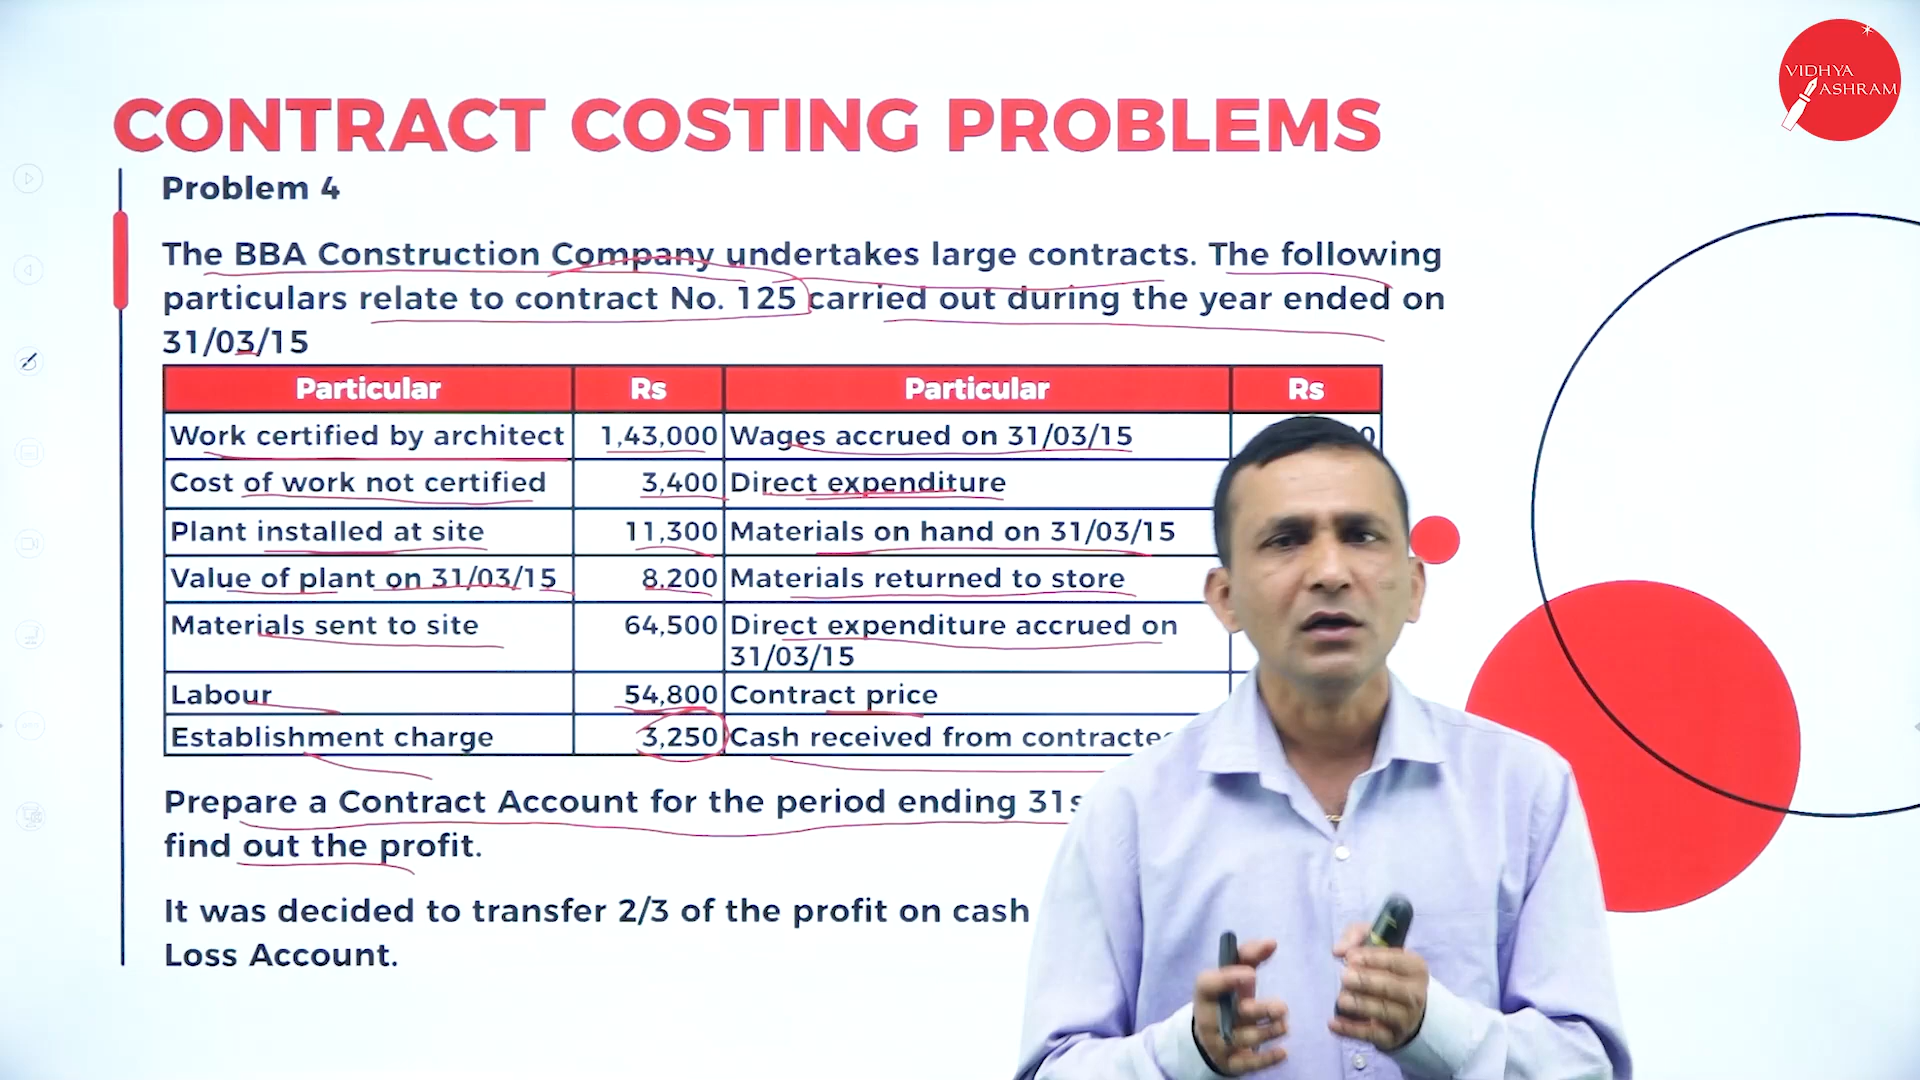 VIDHYA
ASHRAM
CONTRACT COSTING PROBLEMS
Problem 4
The BBA Construction Company undertakes large contracts. The following
particulars relate to contract No. 125 carried out during the year ended on
31/03/15
Particular Rs Particular Rs
Work certified by architect 1,43,000 Wages accrued on 31/03/15
Cost of work not certified 3,400 Direct expenditure
Plant installed at site 11,300 Materials on hand on 31/03/15
Value of plant on 31/03/15 8,200 Materials returned to store
Materials sent to site 64,500 Direct expenditure accrued on
31/03/15
Labour 54,800 Contract price
Establishment charge 3,250 Cash received from
Prepare a Contract Account for the period ending
find out the profit.
It was decided to transfer 2/3 of the profit on cash
Loss Account.